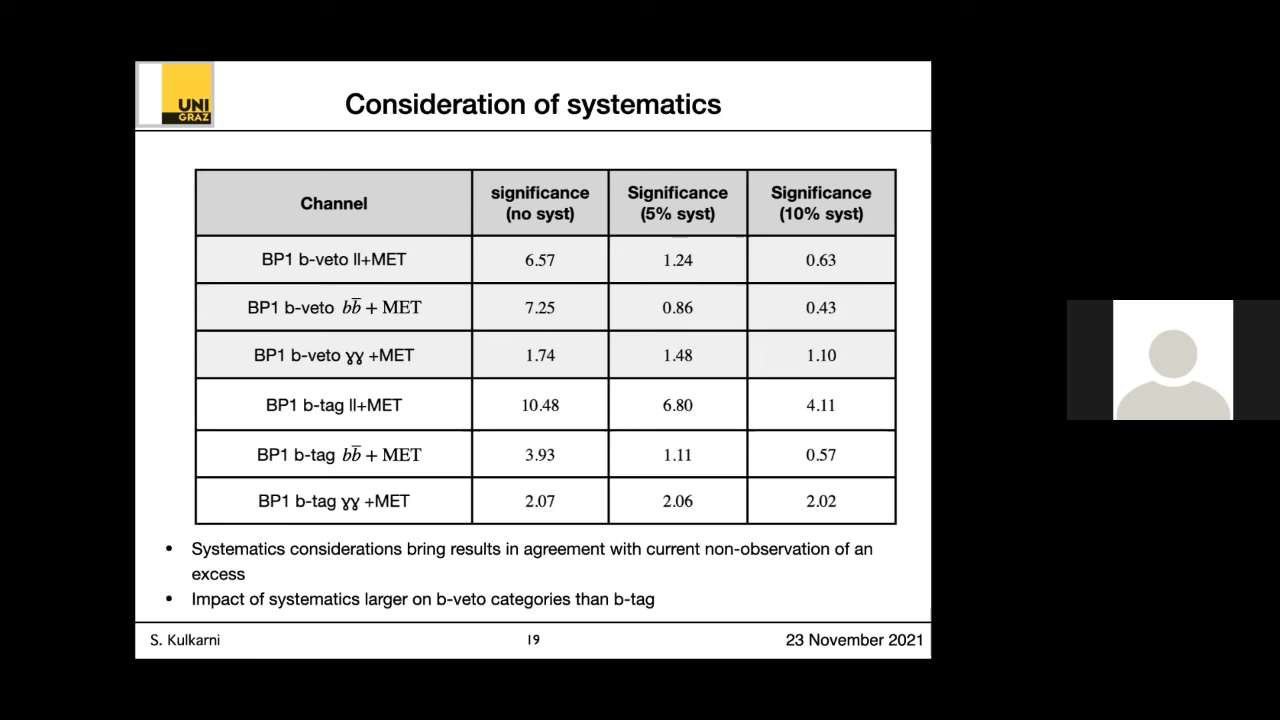 UNI
GRAZ
Consideration of systematics
Channel significance (no syst) Significance (5% syst) Significance (10% syst)
BP1 b-veto ll+MET 6.57 1.24 0.63
BP1 b-veto bb̅ + MET 7.25 0.86 0.43
BP1 b-veto ɣɣ +MET 1.74 1.48 1.10
BP1 b-tag ll+MET 10.48 6.80 4.11
BP1 b-tag bb̅ + MET 3.93 1.11 0.57
BP1 b-tag ɣɣ +MET 2.07 2.06 2.02
• Systematics considerations bring results in agreement with current non-observation of an
excess
• Impact of systematics larger on b-veto categories than b-tag
S. Kulkarni 19 23 November 2021